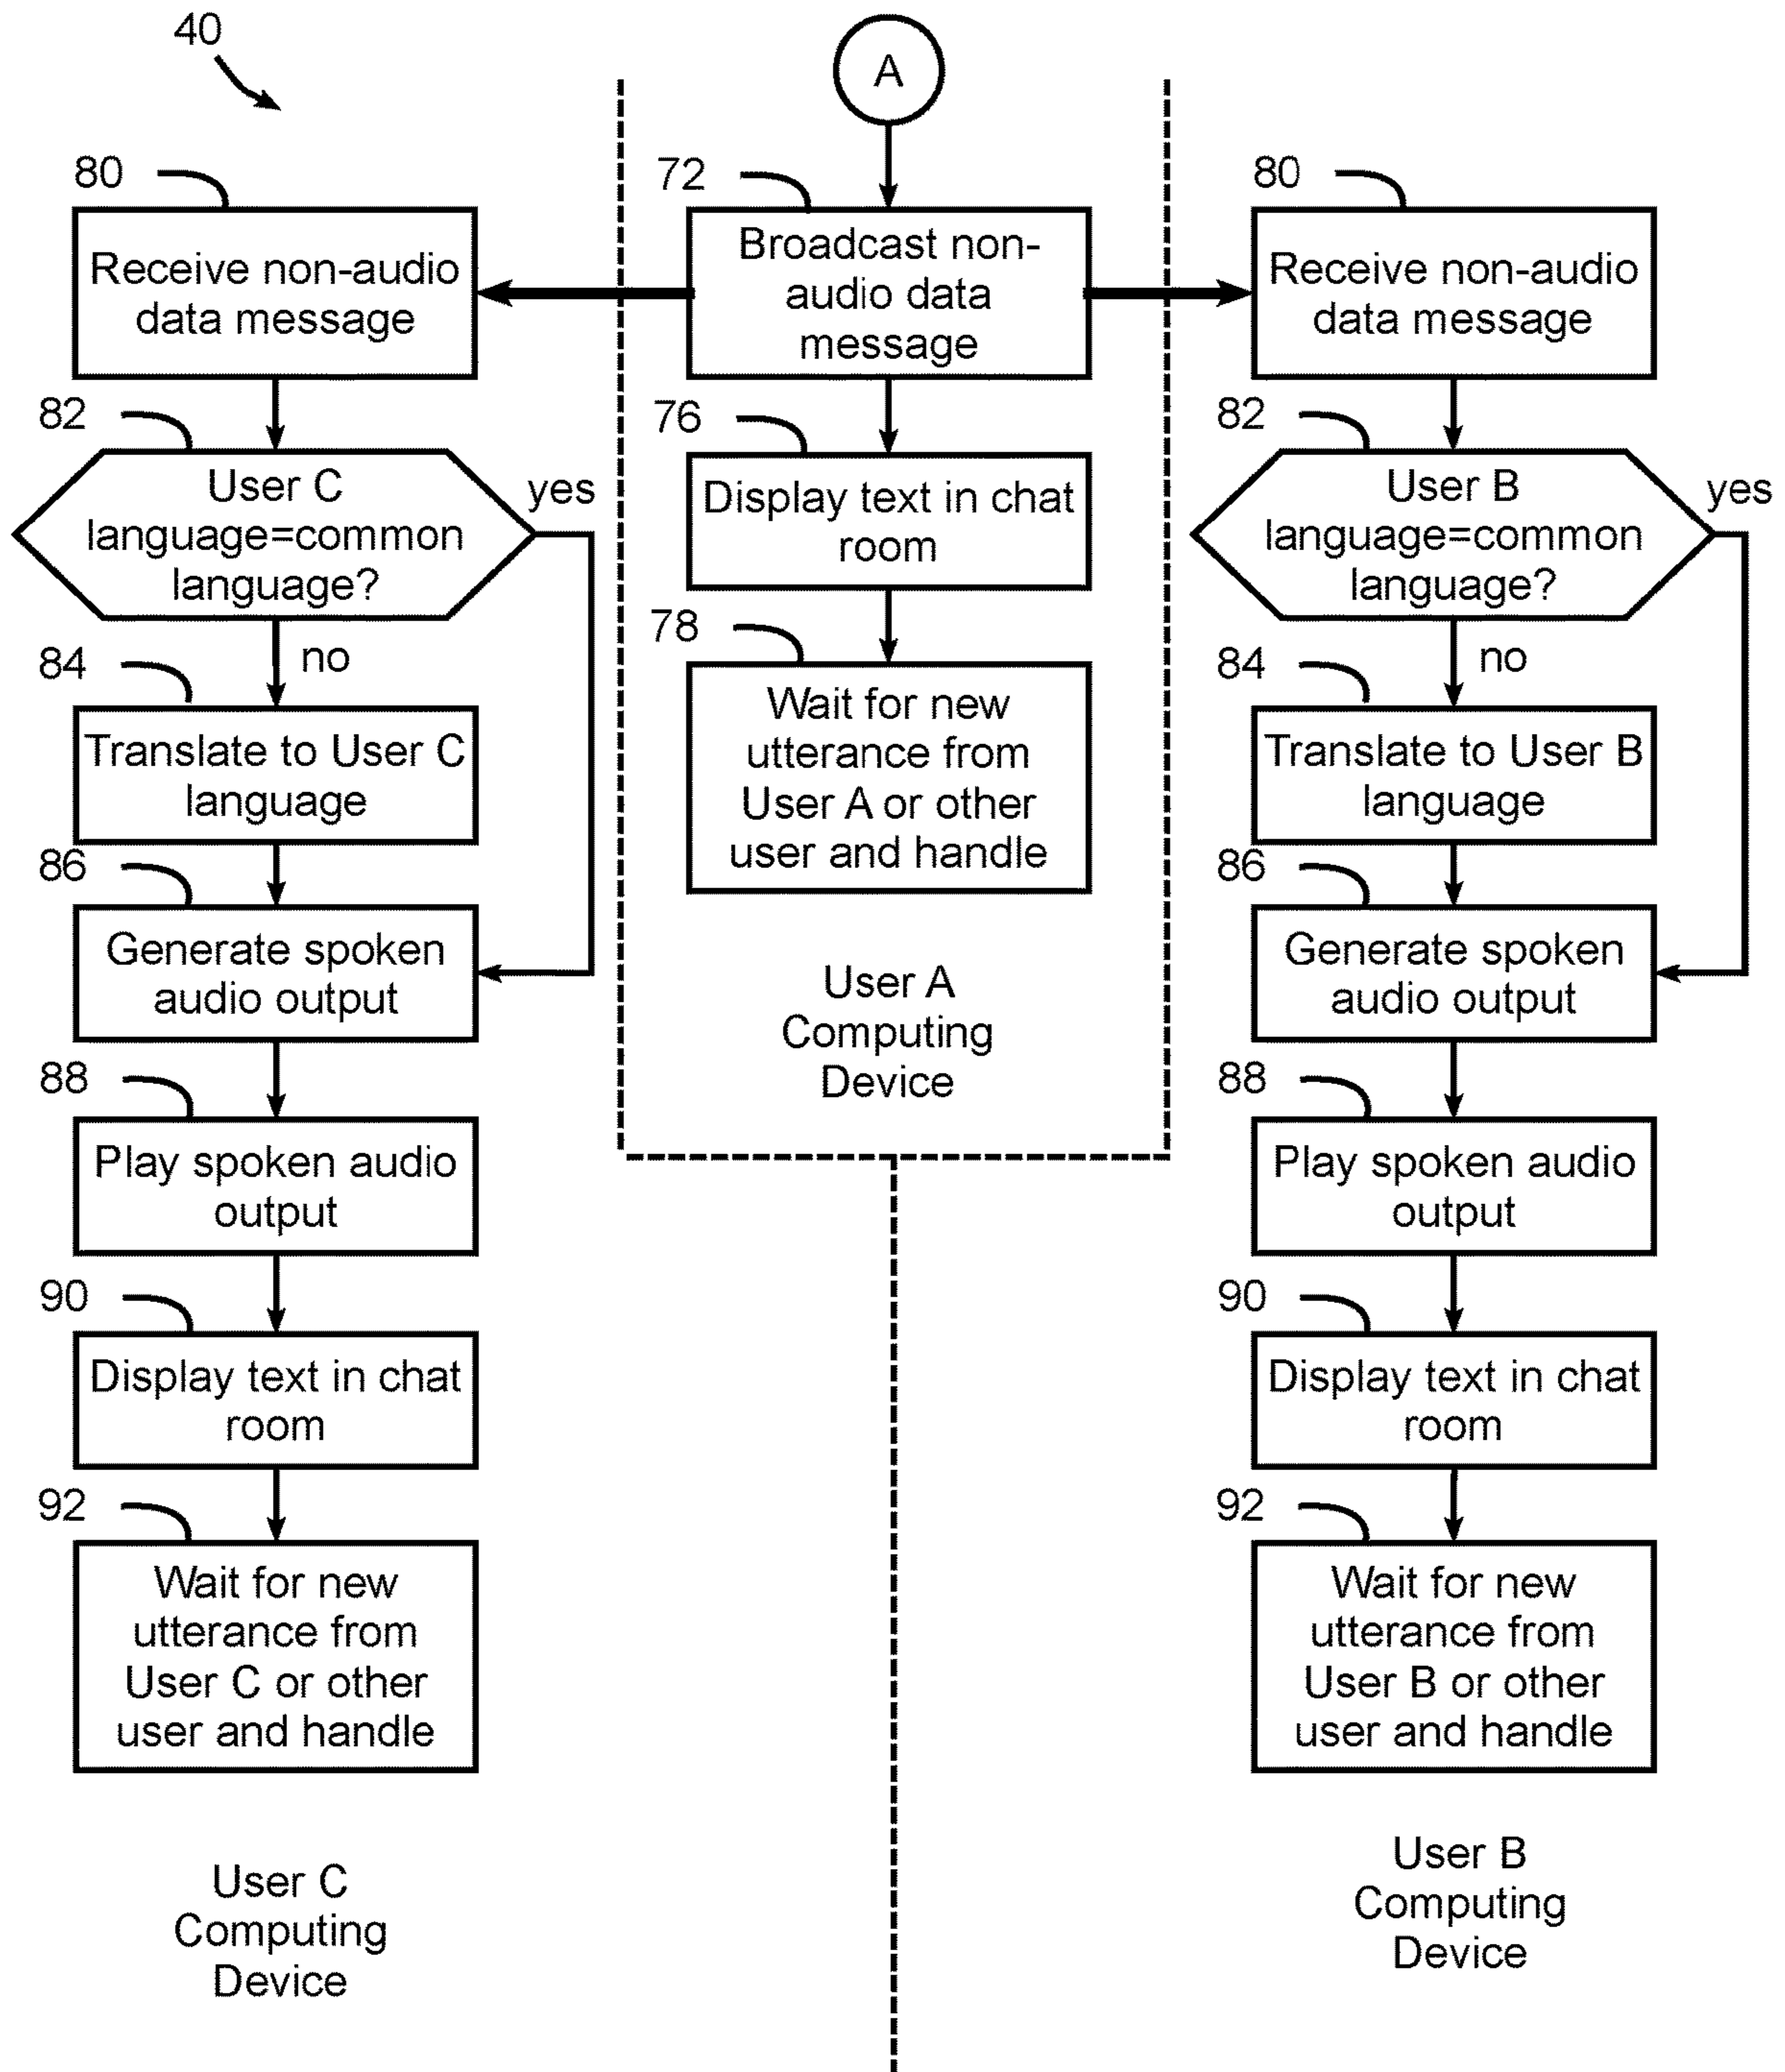 40
A
80
Receive non-audio
data message
82
User C
language=common
language?
yes
no
84
Translate to User C
language
86
Generate spoken
audio output
88
Play spoken audio
output
90
Display text in chat
room
92
Wait for new
utterance from
User C or other
user and handle
User C
Computing
Device
72
Broadcast non-
audio data
message
76
Display text in chat
room
78
Wait for new
utterance from
User A or other
user and handle
User A
Computing
Device
80
Receive non-audio
data message
82
User B
language=common
language?
yes
no
84
Translate to User B
language
86
Generate spoken
audio output
88
Play spoken audio
output
90
Display text in chat
room
92
Wait for new
utterance from
User B or other
user and handle
User B
Computing
Device